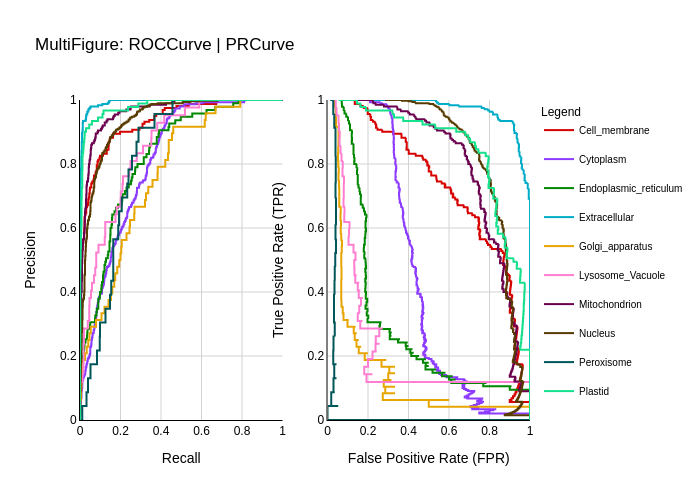 MultiFigure: ROCCurve | PRCurve
Precision
1
0.8
0.6
0.4
0.2
0
0
0.2
0.4
0.6
0.8
1
Recall
True Positive Rate (TPR)
1
0.8
0.6
0.4
0.2
0
0
0.2
0.4
0.6
0.8
1
False Positive Rate (FPR)
Legend
Cell_membrane
Cytoplasm
Endoplasmic_reticulum
Extracellular
Golgi_apparatus
Lysosome_Vacuole
Mitochondrion
Nucleus
Peroxisome
Plastid